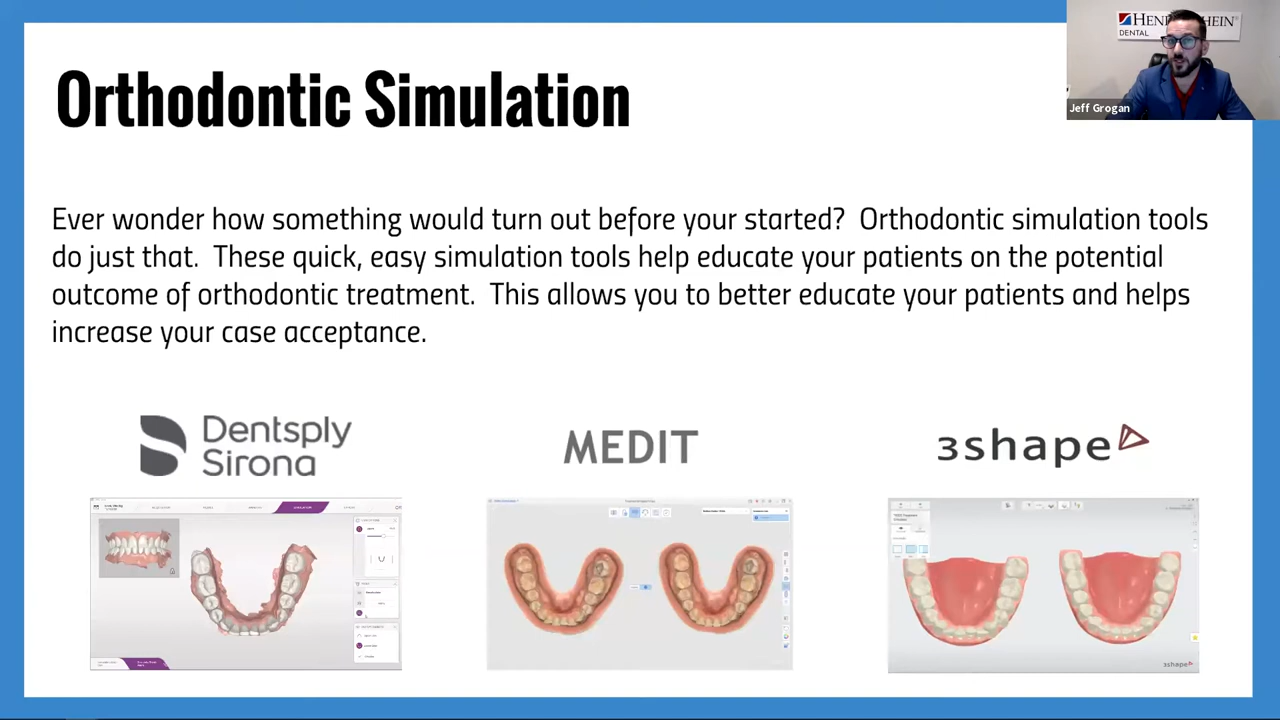 HENRY SCHEIN®
DENTAL
Jeff Grogan
Orthodontic Simulation
Ever wonder how something would turn out before your started? Orthodontic simulation tools
do just that. These quick, easy simulation tools help educate your patients on the potential
outcome of orthodontic treatment. This allows you to better educate your patients and helps
increase your case acceptance.
Dentsply
Sirona
MEDIT
3shape
3shape